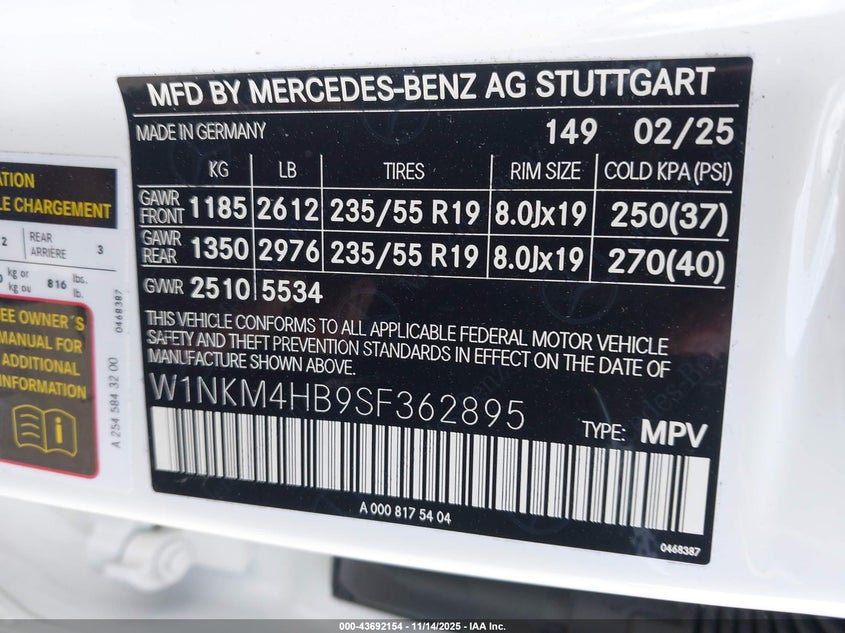 MFD BY MERCEDES-BENZ AG STUTTGART
MADE IN GERMANY 149 02/25
KG LB TIRES RIM SIZE COLD KPA (PSI)
GAWR FRONT 1185 2612 235/55 R19 8.0Jx19 250(37)
GAWR REAR 1350 2976 235/55 R19 8.0Jx19 270(40)
GVWR 2510 5534
THIS VEHICLE CONFORMS TO ALL APPLICABLE FEDERAL MOTOR VEHICLE
SAFETY AND THEFT PREVENTION STANDARDS IN EFFECT ON THE DATE OF
MANUFACTURE SHOWN ABOVE.
W1NKM4HB9SF362895
TYPE: MPV
A 000 817 54 04
0468387
ATION
LE CHARGEMENT
2 REAR ARRIÈRE 3
0 kg or kg ou 816 lbs. lb.
EE OWNER'S
MANUAL FOR
ADDITIONAL
INFORMATION
A 254 584 32 00
0468387
000-43692154 - 11/14/2025 - IAA Inc.